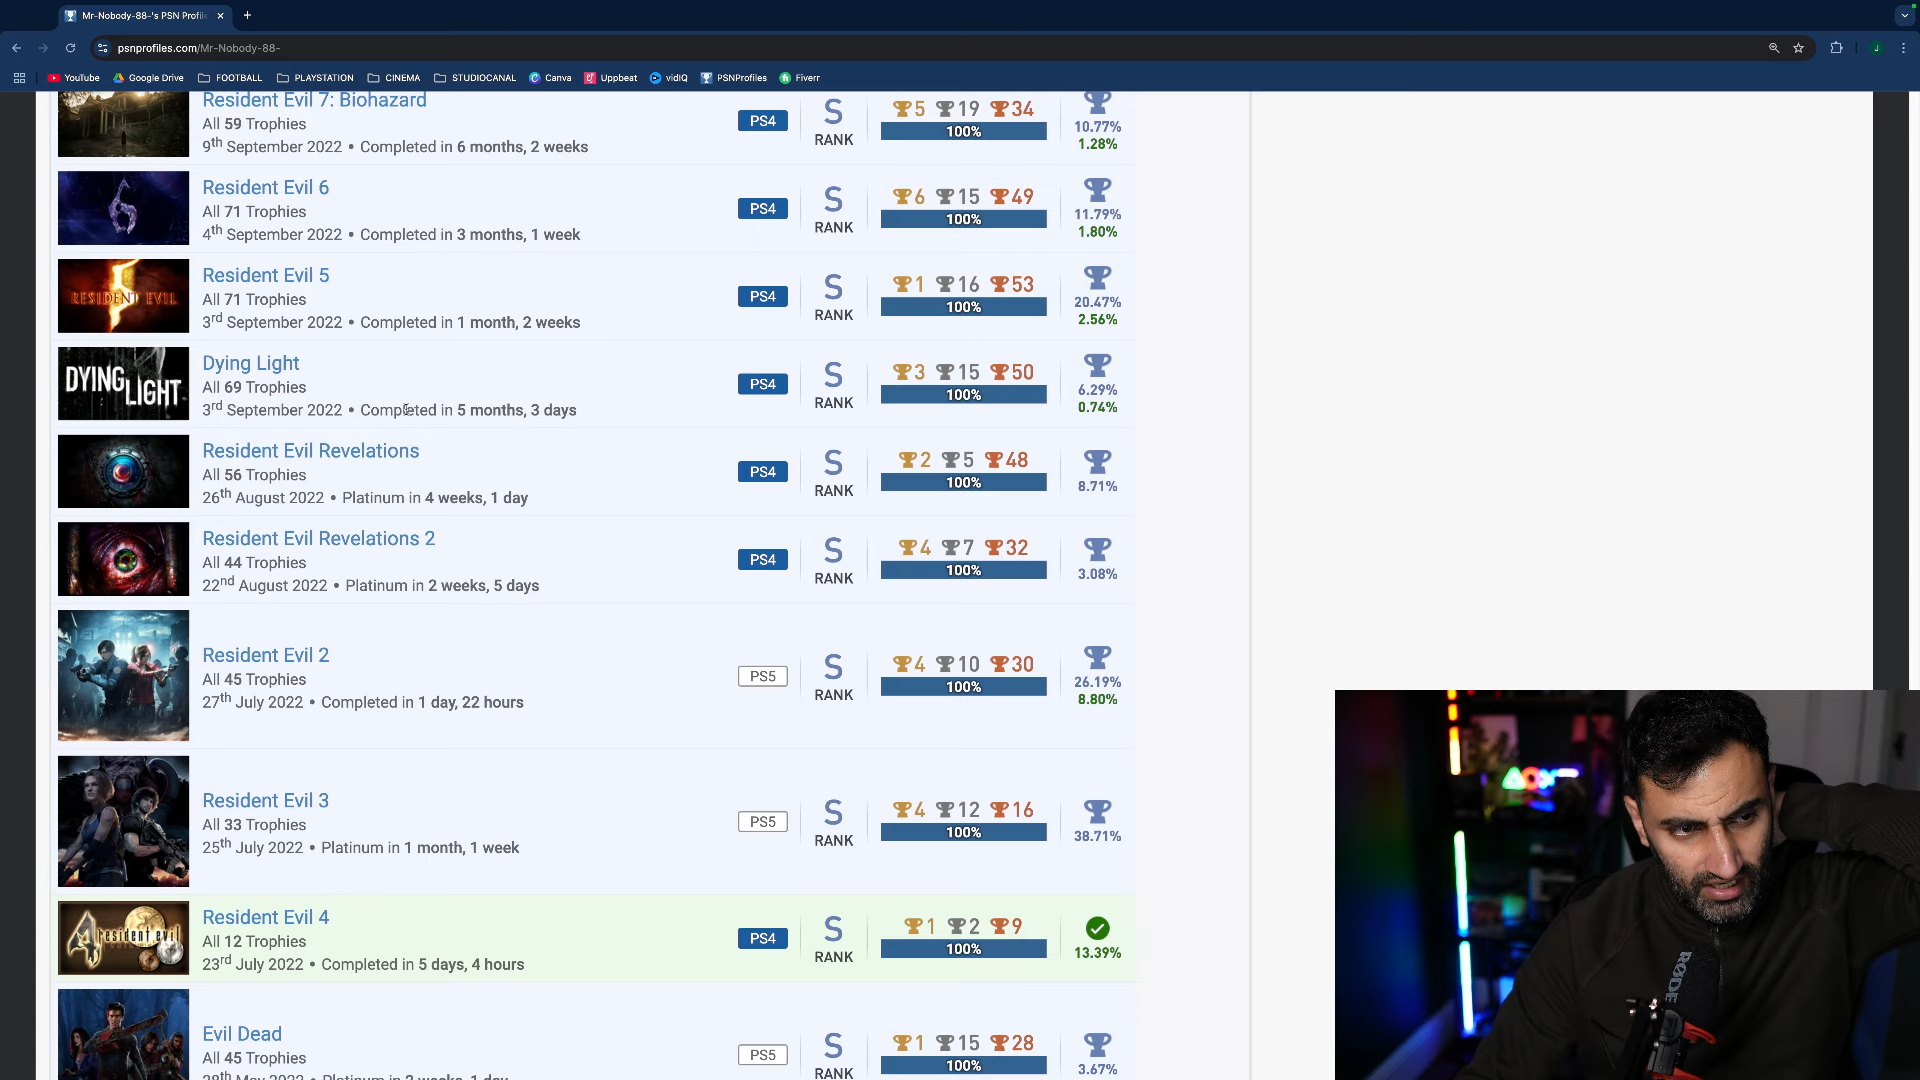 Mr-Nobody-88-'s PSN Profile
psnprofiles.com/Mr-Nobody-88-
YouTube Google Drive FOOTBALL PLAYSTATION CINEMA STUDIOCANAL Canva Uppbeat vidIQ PSNProfiles Fiverr
J
Resident Evil 7: Biohazard
All 59 Trophies
9th September 2022 • Completed in 6 months, 2 weeks
PS4
S
RANK
5 19 34
100%
10.77%
1.28%
Resident Evil 6
All 71 Trophies
4th September 2022 • Completed in 3 months, 1 week
PS4
S
RANK
6 15 49
100%
11.79%
1.80%
RESIDENT EVIL
Resident Evil 5
All 71 Trophies
3rd September 2022 • Completed in 1 month, 2 weeks
PS4
S
RANK
1 16 53
100%
20.47%
2.56%
DYING LIGHT
Dying Light
All 69 Trophies
3rd September 2022 • Completed in 5 months, 3 days
PS4
S
RANK
3 15 50
100%
6.29%
0.74%
Resident Evil Revelations
All 56 Trophies
26th August 2022 • Platinum in 4 weeks, 1 day
PS4
S
RANK
2 5 48
100%
8.71%
Resident Evil Revelations 2
All 44 Trophies
22nd August 2022 • Platinum in 2 weeks, 5 days
PS4
S
RANK
4 7 32
100%
3.08%
Resident Evil 2
All 45 Trophies
27th July 2022 • Completed in 1 day, 22 hours
PS5
S
RANK
4 10 30
100%
26.19%
8.80%
Resident Evil 3
All 33 Trophies
25th July 2022 • Platinum in 1 month, 1 week
PS5
S
RANK
4 12 16
100%
38.71%
4 resident evil
Resident Evil 4
All 12 Trophies
23rd July 2022 • Completed in 5 days, 4 hours
PS4
S
RANK
1 2 9
100%
13.39%
Evil Dead
All 45 Trophies
PS5
S
RANK
1 15 28
100%
3.67%
RØDE